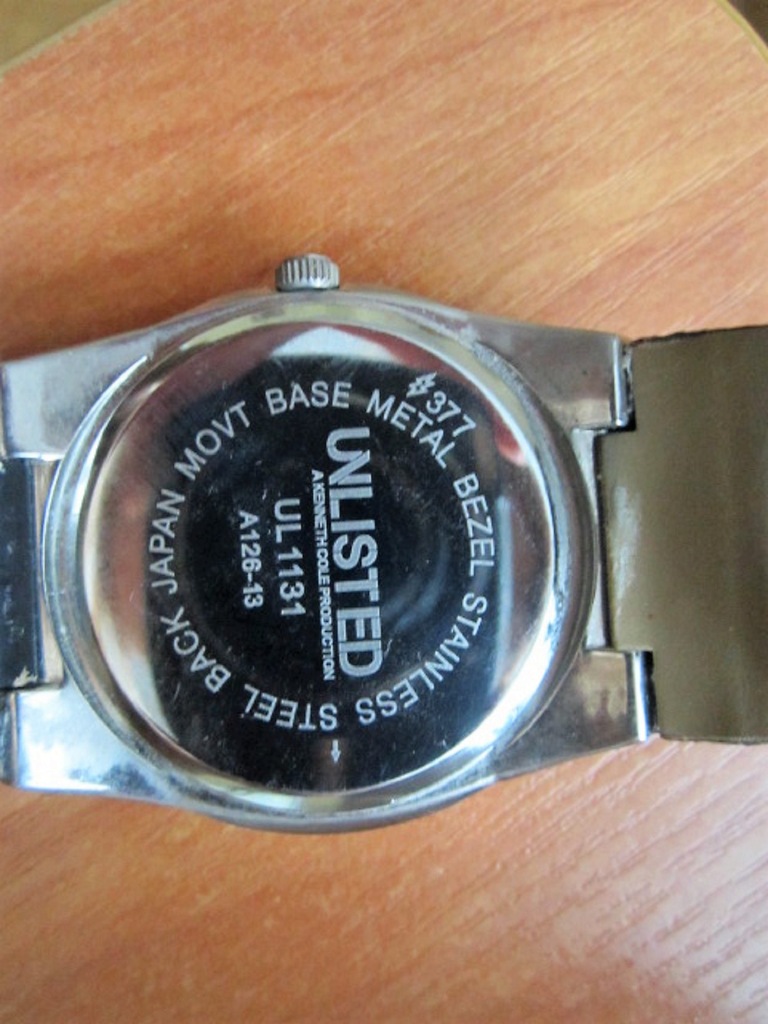 UNLISTED
A KENNETH COLE PRODUCTION
UL 1131
A126-13
JAPAN MOVT BASE METAL BEZEL STAINLESS STEEL BACK
377